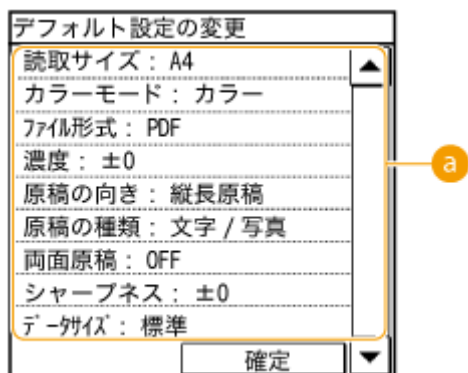 デフォルト設定の変更
読取サイズ： A4
カラーモード： カラー
ﾌｧｲﾙ形式： PDF
濃度： ±0
原稿の向き： 縦長原稿
原稿の種類： 文字 / 写真
両面原稿： OFF
シャープネス： ±0
ﾃﾞｰﾀｻｲｽﾞ： 標準
確定
a